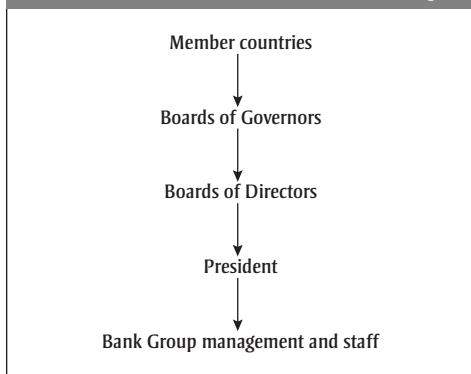 Member countries
Boards of Governors
Boards of Directors
President
Bank Group management and staff